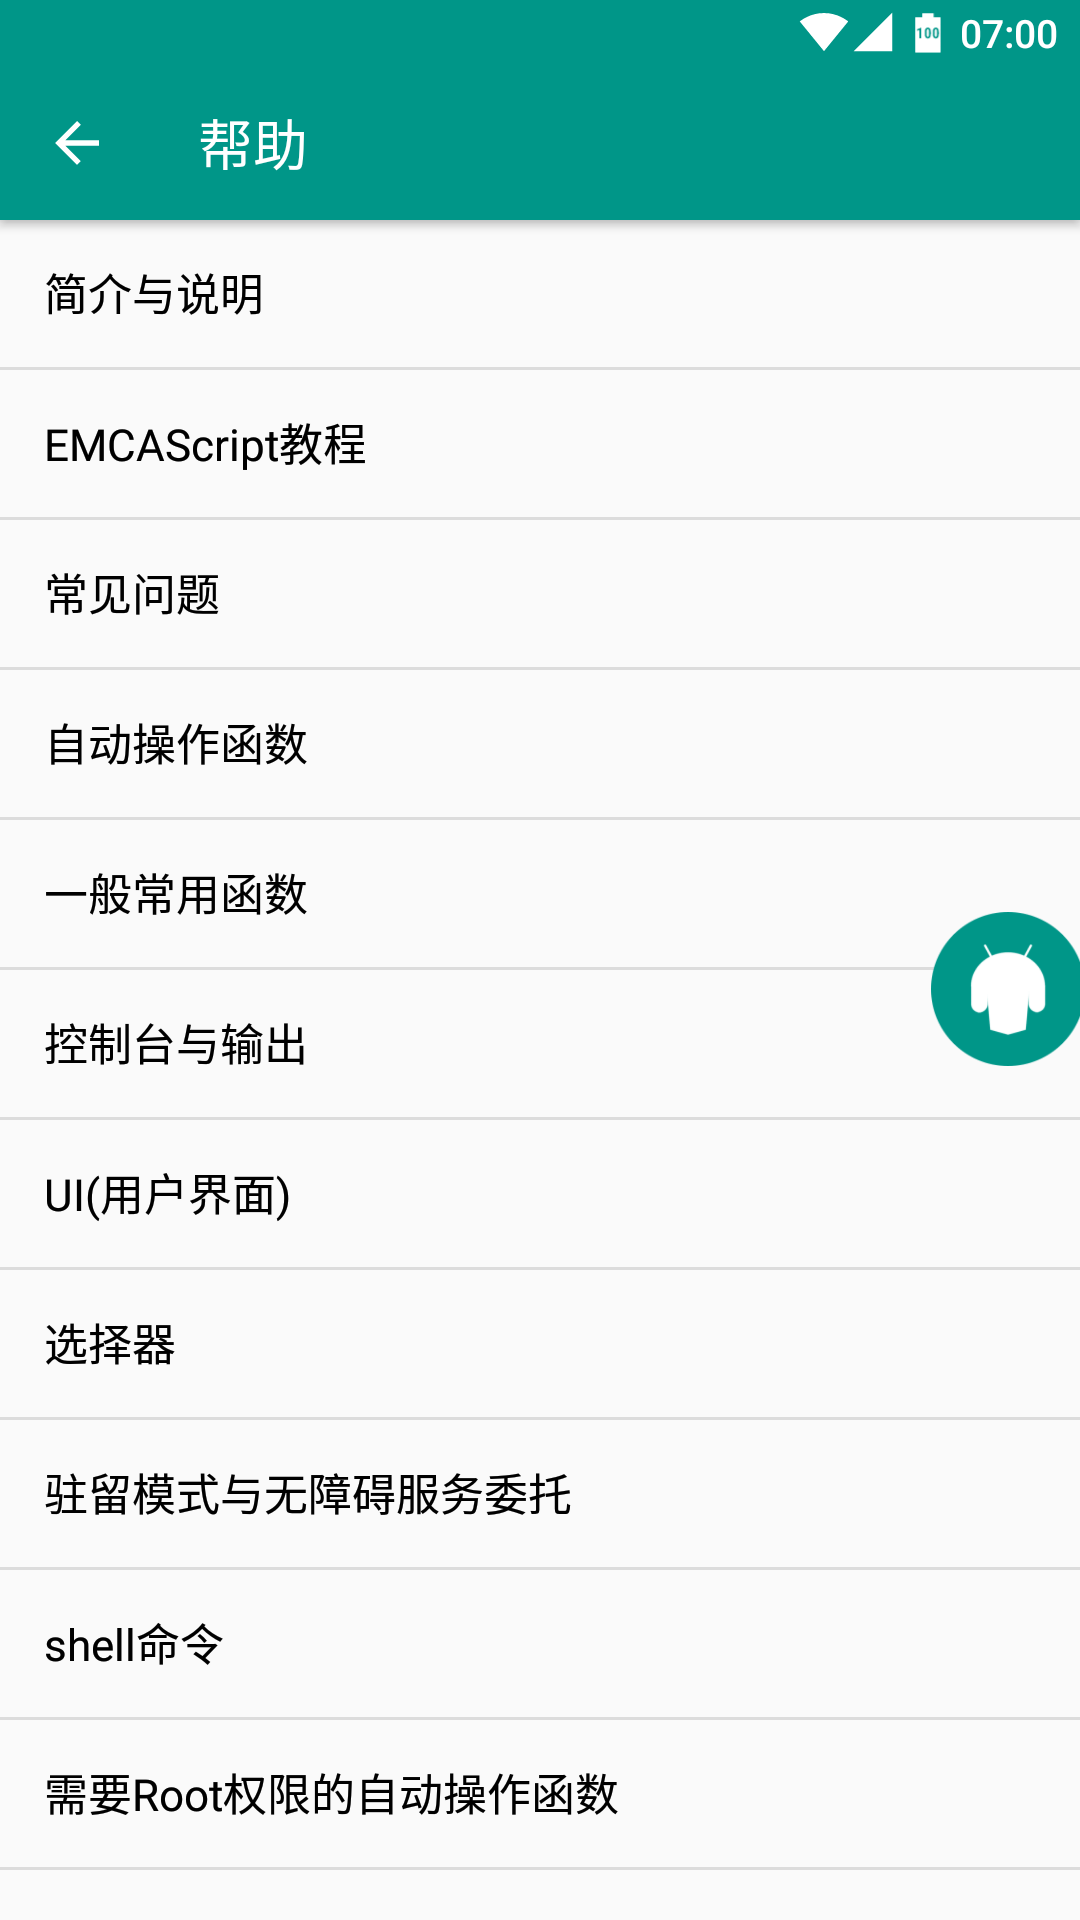 100 07:00
帮助
简介与说明
EMCAScript教程
常见问题
自动操作函数
一般常用函数
控制台与输出
UI(用户界面)
选择器
驻留模式与无障碍服务委托
shell命令
需要Root权限的自动操作函数